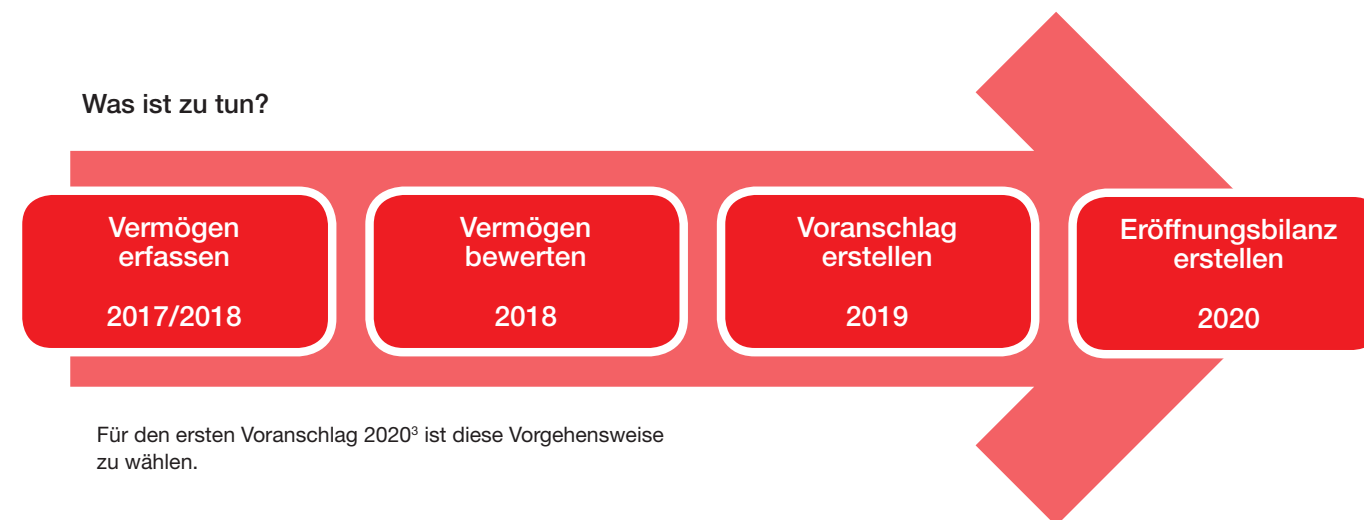 Was ist zu tun?
Vermögen
erfassen
2017/2018
Vermögen
bewerten
2018
Voranschlag
erstellen
2019
Eröffnungsbilanz
erstellen
2020
Für den ersten Voranschlag 2020³ ist diese Vorgehensweise
zu wählen.